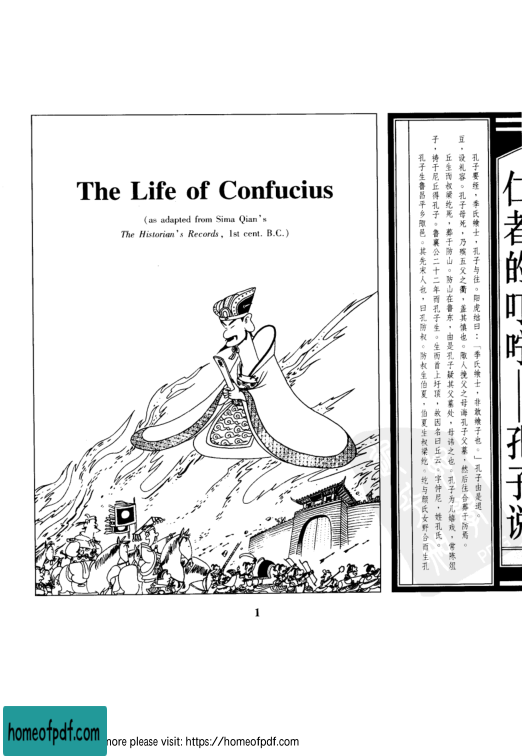 The Life of Confucius
(as adapted from Sima Qian's
The Historian's Records, 1st cent. B.C.)
仁者的叮咛—孔子说
孔子要绖，季氏飨士，孔子与往。阳虎绌曰：「季氏飨士，非敢飨子也。」孔子由是退
豆，设礼容。孔子母死，乃殡五父之衢，盖其慎也。陬人挽父之母诲孔子父墓，然后往合葬于防焉。
丘生而叔梁纥死，葬于防山。防山在鲁东，由是孔子疑其父墓处，母讳之也。孔子为儿嬉戏，常陈俎
子，祷于尼丘得孔子。鲁襄公二十二年而孔子生。生而首上圩顶，故因名曰丘云。字仲尼，姓孔氏。
孔子生鲁昌平乡陬邑。其先宋人也，曰孔防叔。防叔生伯夏，伯夏生叔梁纥。纥与颜氏女野合而生孔
1
homeofpdf.com
more please visit: https://homeofpdf.com